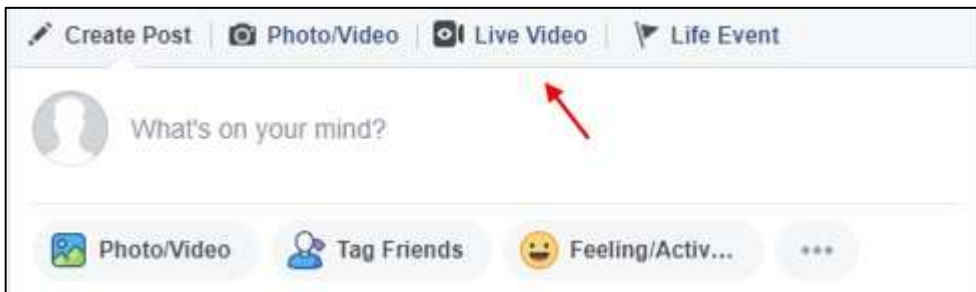 Create Post Photo/Video Live Video Life Event
What's on your mind?
Photo/Video Tag Friends Feeling/Activ...